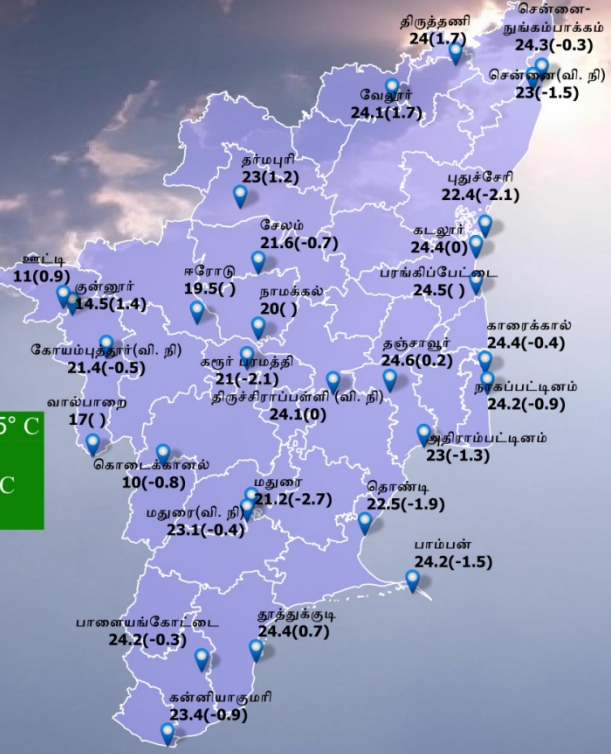 சென்னை-
நுங்கம்பாக்கம்
24.3(-0.3)
திருத்தணி
24(1.7)
சென்னை(வி. நி)
23(-1.5)
வேலூர்
24.1(1.7)
தர்மபுரி
23(1.2)
புதுச்சேரி
22.4(-2.1)
சேலம்
21.6(-0.7)
கடலூர்
24.4(0)
ஊட்டி
11(0.9)
குன்னூர்
14.5(1.4)
ஈரோடு
19.5( )
நாமக்கல்
20( )
பரங்கிப்பேட்டை
24.5( )
காரைக்கால்
24.4(-0.4)
கோயம்புத்தூர்(வி. நி)
21.4(-0.5)
கரூர் பரமத்தி
21(-2.1)
தஞ்சாவூர்
24.6(0.2)
திருச்சிராப்பள்ளி (வி. நி)
24.1(0)
நாகப்பட்டினம்
24.2(-0.9)
வால்பாறை
17( )
5° C
C
அதிராம்பட்டினம்
23(-1.3)
கொடைக்கானல்
10(-0.8)
மதுரை
21.2(-2.7)
மதுரை(வி. நி)
23.1(-0.4)
தொண்டி
22.5(-1.9)
பாம்பன்
24.2(-1.5)
பாளையங்கோட்டை
24.2(-0.3)
தூத்துக்குடி
24.4(0.7)
கன்னியாகுமரி
23.4(-0.9)